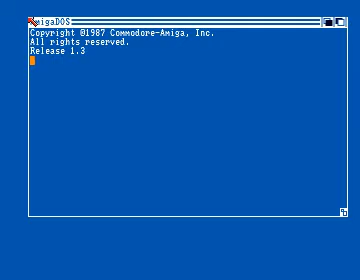 AmigaDOS
Copyright ©1987 Commodore-Amiga, Inc.
All rights reserved.
Release 1.3